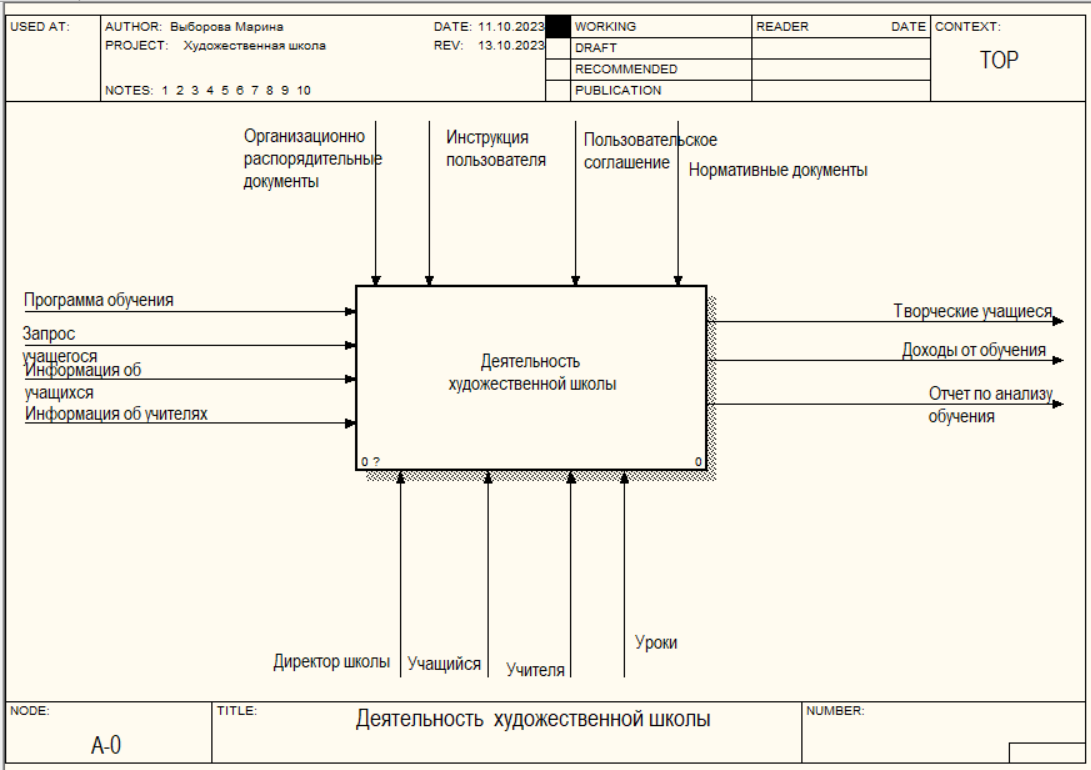 USED AT:
AUTHOR: Выборова Марина
DATE: 11.10.2023
PROJECT: Художественная школа
REV: 13.10.2023
NOTES: 1 2 3 4 5 6 7 8 9 10
WORKING
DRAFT
RECOMMENDED
PUBLICATION
READER
DATE
CONTEXT:
TOP
Организационно
распорядительные
документы
Инструкция
пользователя
Пользовательское
соглашение
Нормативные документы
Программа обучения
Запрос
учащегося
Информация об
учащихся
Информация об учителях
Деятельность
художественной школы
0 ?
0
Творческие учащиеся
Доходы от обучения
Отчет по анализу
обучения
Директор школы
Учащийся
Учителя
Уроки
NODE:
A-0
TITLE:
Деятельность художественной школы
NUMBER: